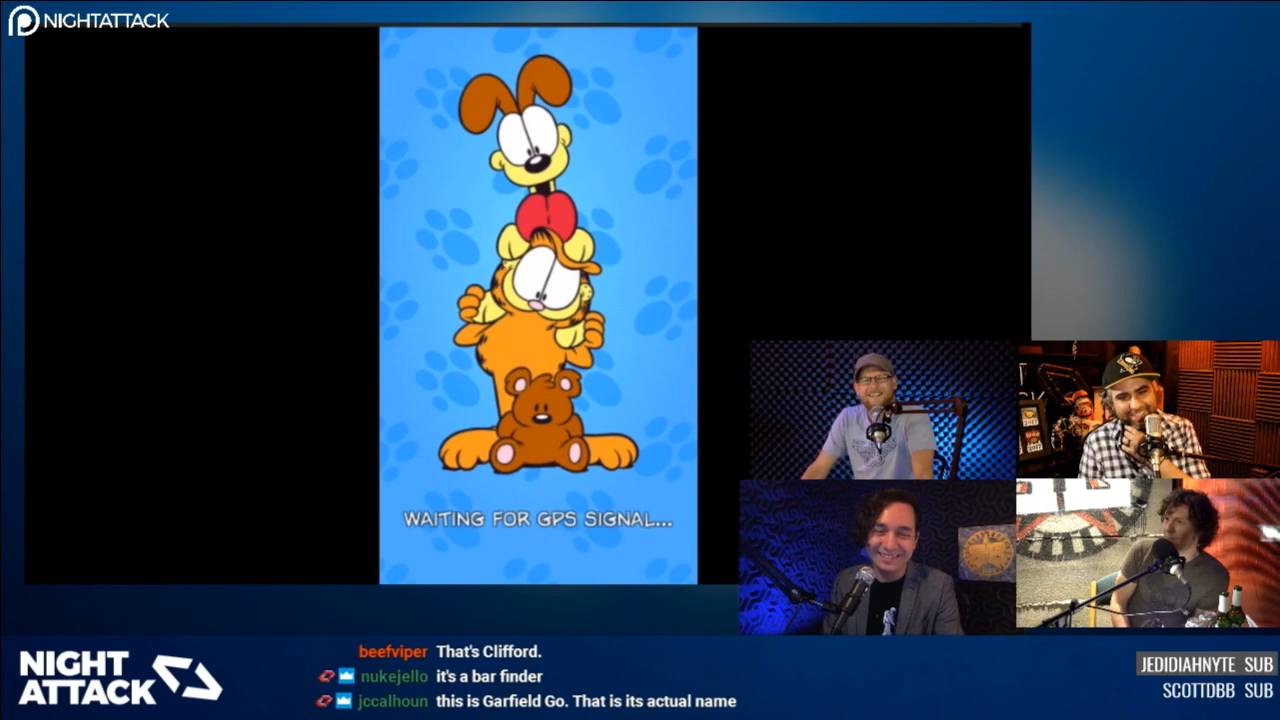 NIGHTATTACK
WAITING FOR GPS SIGNAL...
NIGHT
ATTACK
beefviper That's Clifford.
nukejello it's a bar finder
jccalhoun this is Garfield Go. That is its actual name
JEDIDIAHNYTE SUB
SCOTTDBB SUB